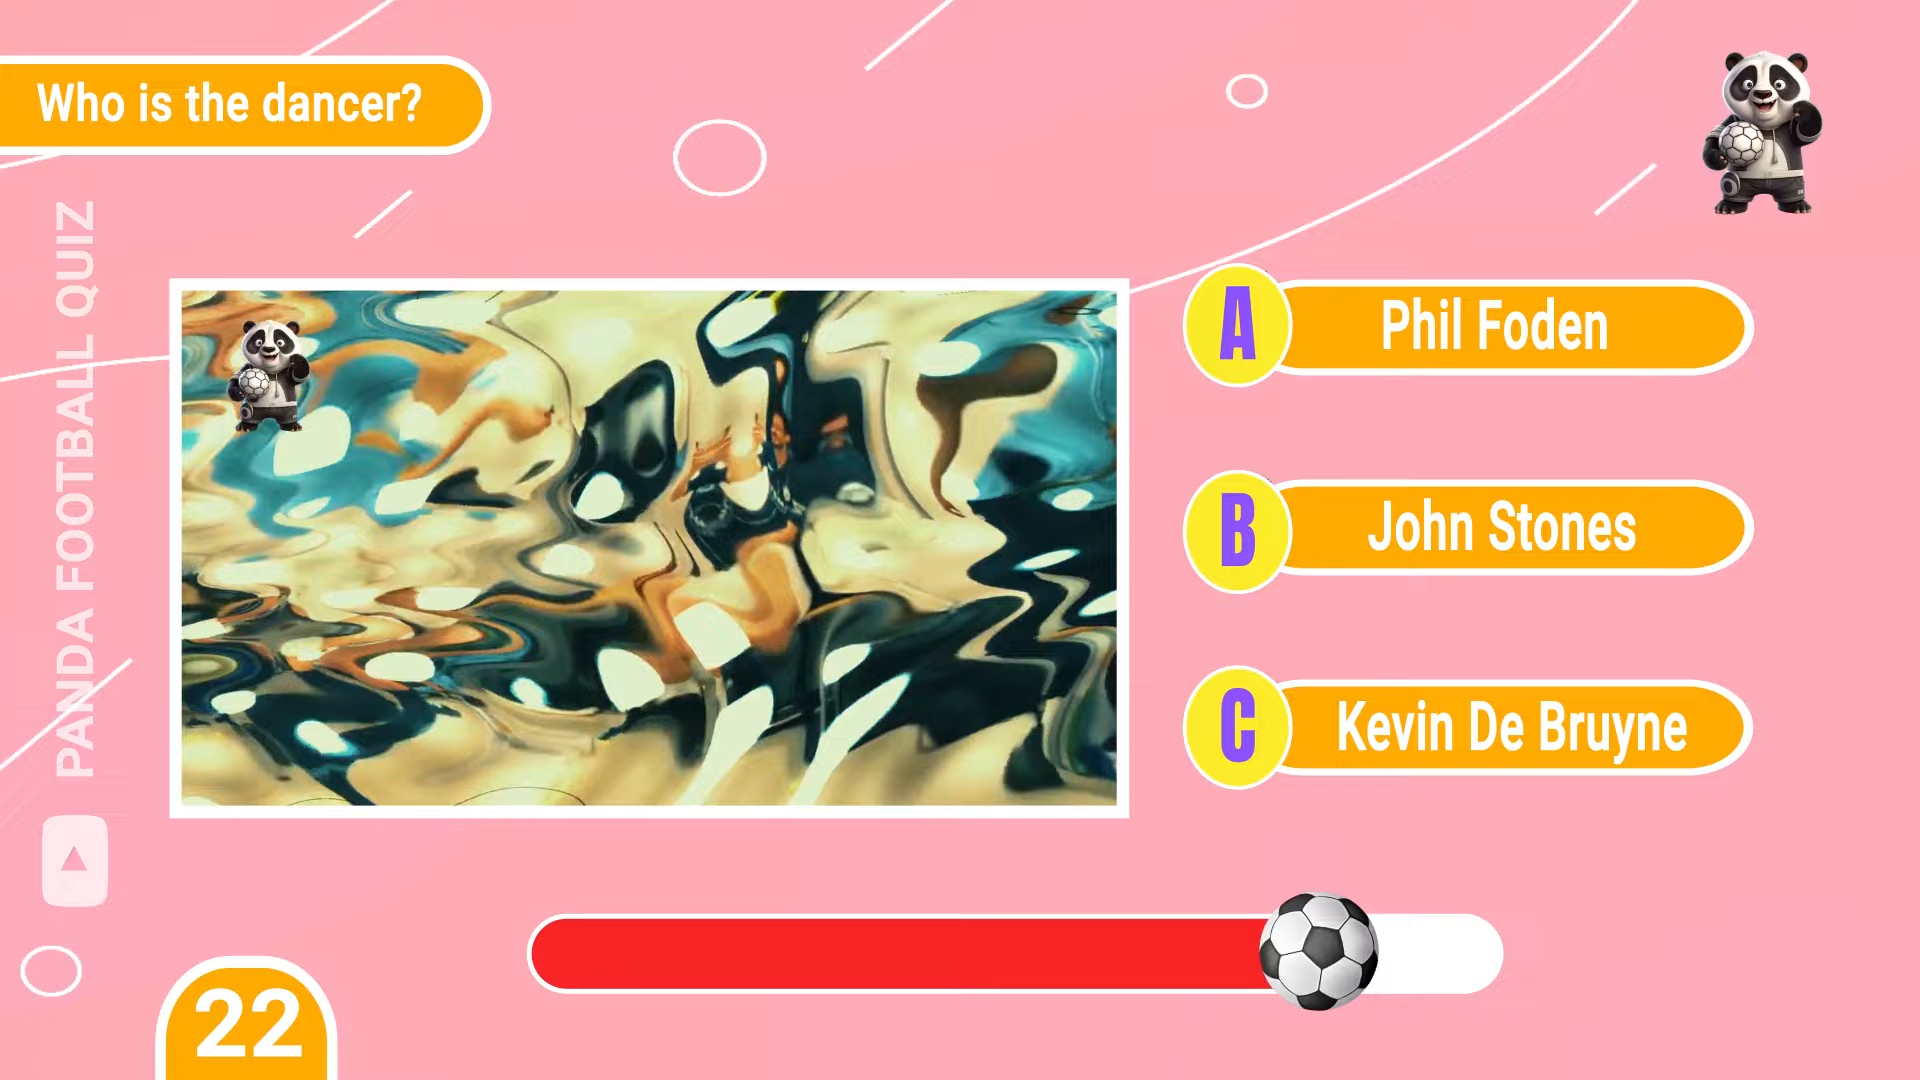 Who is the dancer?
PANDA FOOTBALL QUIZ
A Phil Foden
B John Stones
C Kevin De Bruyne
22